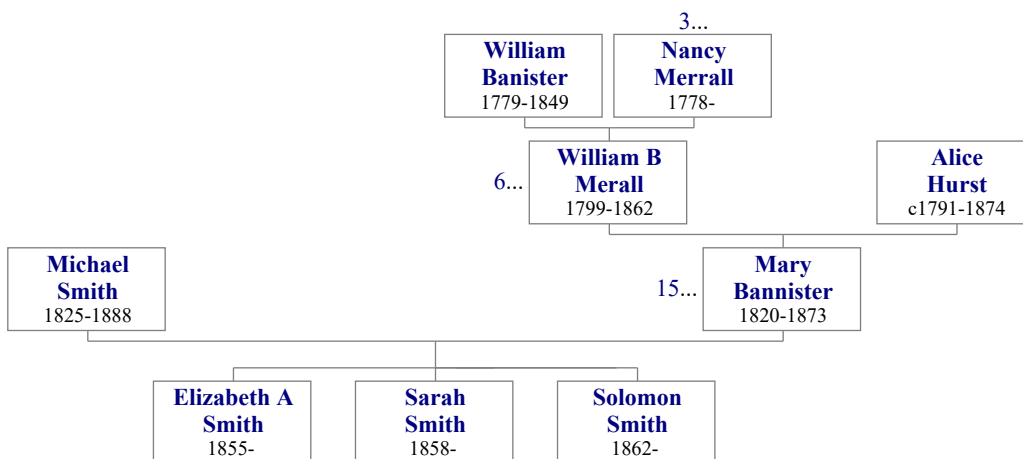 3...
William
Banister
1779-1849
Nancy
Merrall
1778-
6...
William B
Merall
1799-1862
Alice
Hurst
c1791-1874
Michael
Smith
1825-1888
15...
Mary
Bannister
1820-1873
Elizabeth A
Smith
1855-
Sarah
Smith
1858-
Solomon
Smith
1862-